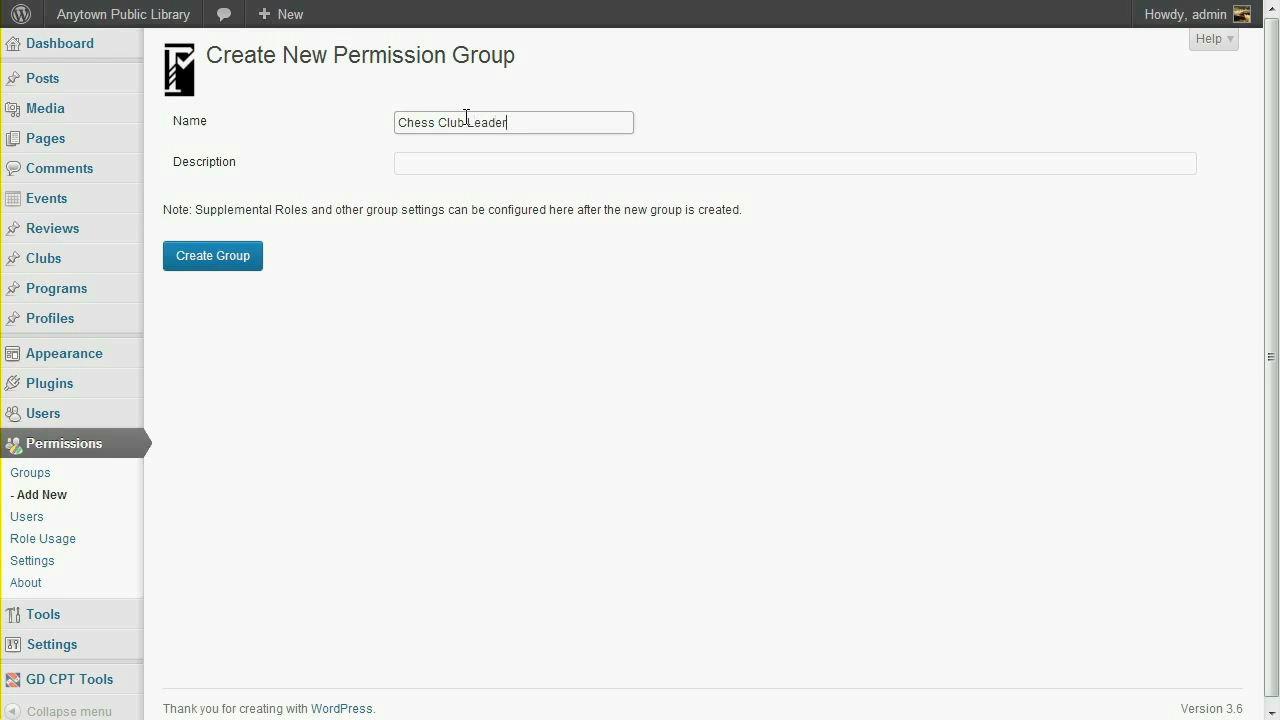 Anytown Public Library
New
Howdy, admin
Help
Dashboard
Posts
Media
Pages
Comments
Events
Reviews
Clubs
Programs
Profiles
Appearance
Plugins
Users
Permissions
Groups
- Add New
Users
Role Usage
Settings
About
Tools
Settings
GD CPT Tools
Collapse menu
Create New Permission Group
Name
Chess Club Leader
Description
Note: Supplemental Roles and other group settings can be configured here after the new group is created.
Create Group
Thank you for creating with WordPress.
Version 3.6